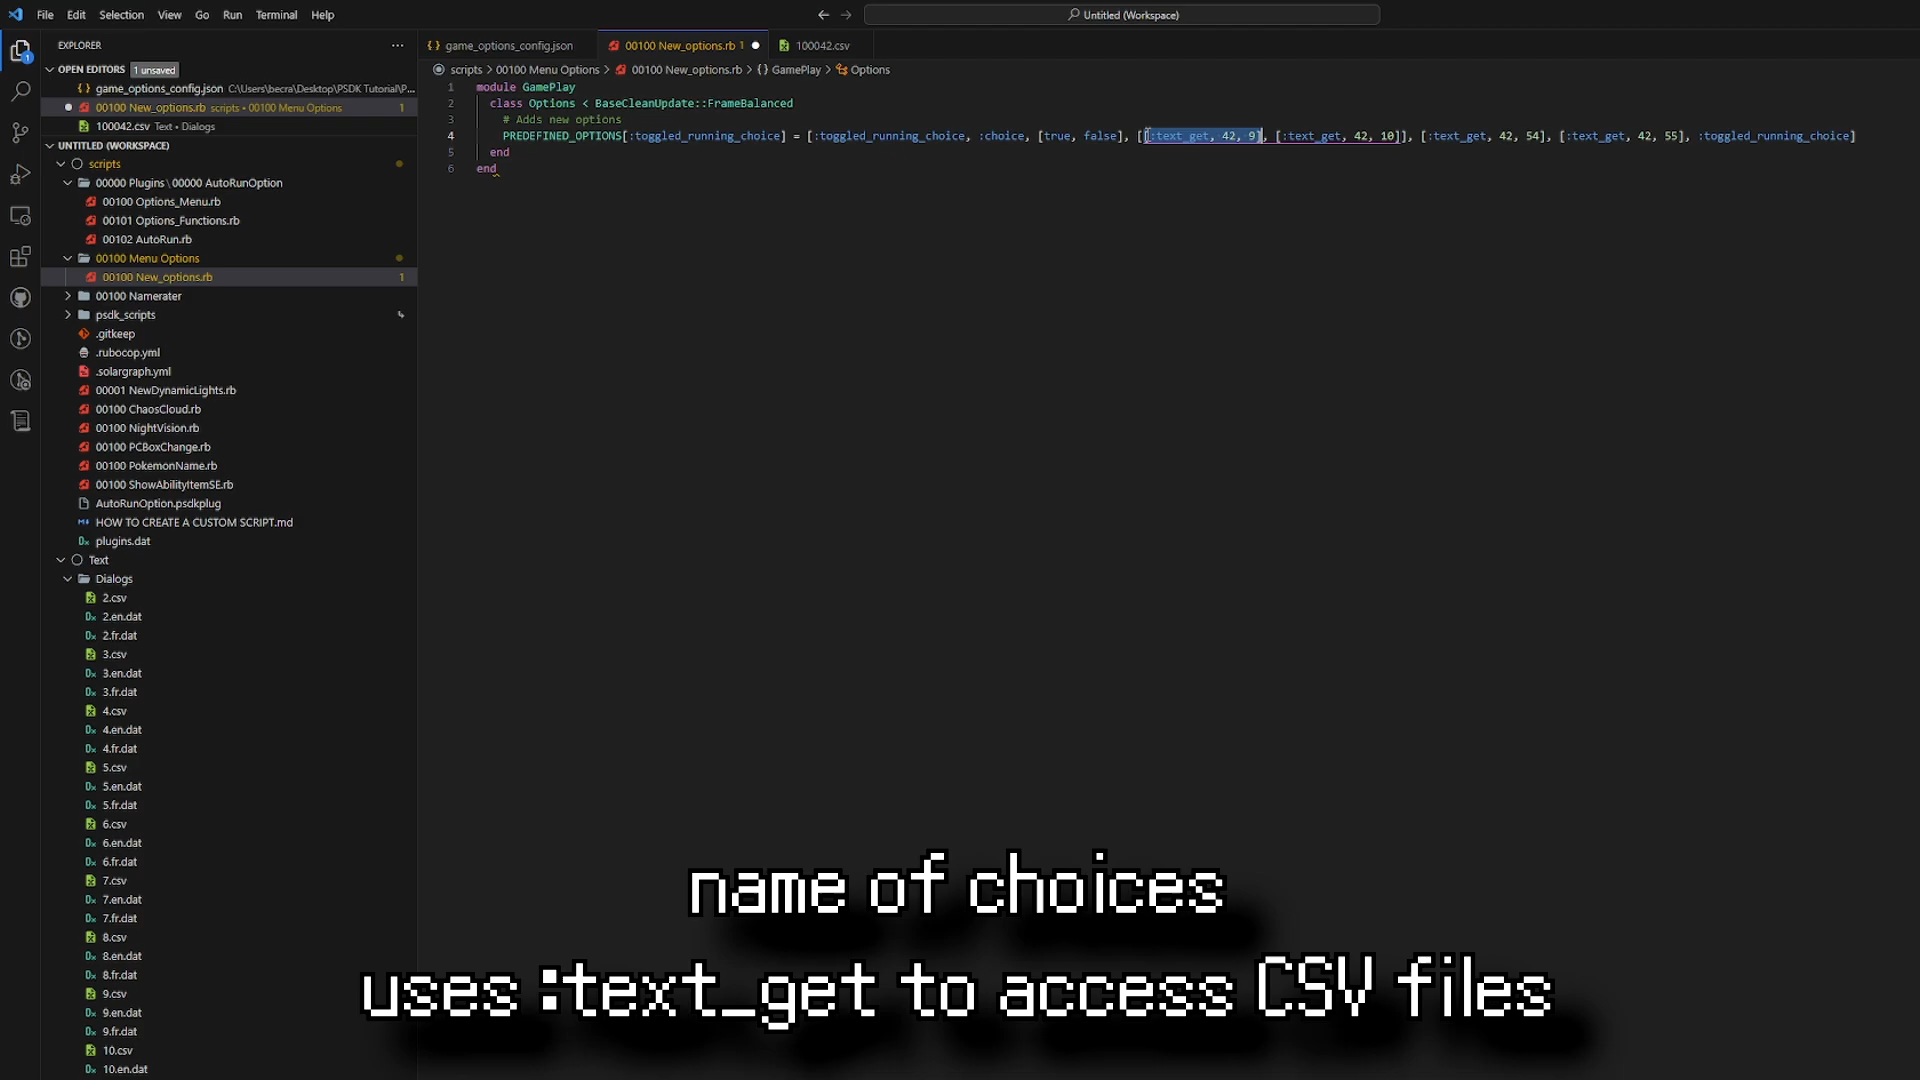 File Edit Selection View Go Run Terminal Help
Untitled (Workspace)
EXPLORER
OPEN EDITORS 1 unsaved
game_options_config.json C:\Users\becra\Desktop\PSDK Tutorial\P...
00100 New_options.rb scripts • 00100 Menu Options 1
100042.csv Text • Dialogs
UNTITLED (WORKSPACE)
scripts
00000 Plugins\00000 AutoRunOption
00100 Options_Menu.rb
00101 Options_Functions.rb
00102 AutoRun.rb
00100 Menu Options
00100 New_options.rb 1
00100 Namerater
psdk_scripts
.gitkeep
.rubocop.yml
.solargraph.yml
00001 NewDynamicLights.rb
00100 ChaosCloud.rb
00100 NightVision.rb
00100 PCBoxChange.rb
00100 PokemonName.rb
00100 ShowAbilityItemSE.rb
AutoRunOption.psdkplug
HOW TO CREATE A CUSTOM SCRIPT.md
plugins.dat
Text
Dialogs
2.csv
2.en.dat
2.fr.dat
3.csv
3.en.dat
3.fr.dat
4.csv
4.en.dat
4.fr.dat
5.csv
5.en.dat
5.fr.dat
6.csv
6.en.dat
6.fr.dat
7.csv
7.en.dat
7.fr.dat
8.csv
8.en.dat
8.fr.dat
9.csv
9.en.dat
9.fr.dat
10.csv
10.en.dat
game_options_config.json 00100 New_options.rb 1 100042.csv
scripts > 00100 Menu Options > 00100 New_options.rb > {} GamePlay > Options
1 module GamePlay
2 class Options < BaseCleanUpdate::FrameBalanced
3 # Adds new options
4 PREDEFINED_OPTIONS[:toggled_running_choice] = [:toggled_running_choice, :choice, [true, false], [[:text_get, 42, 9], [:text_get, 42, 10]], [:text_get, 42, 54], [:text_get, 42, 55], :toggled_running_choice]
5 end
6 end
name of choices
uses :text_get to access CSV files